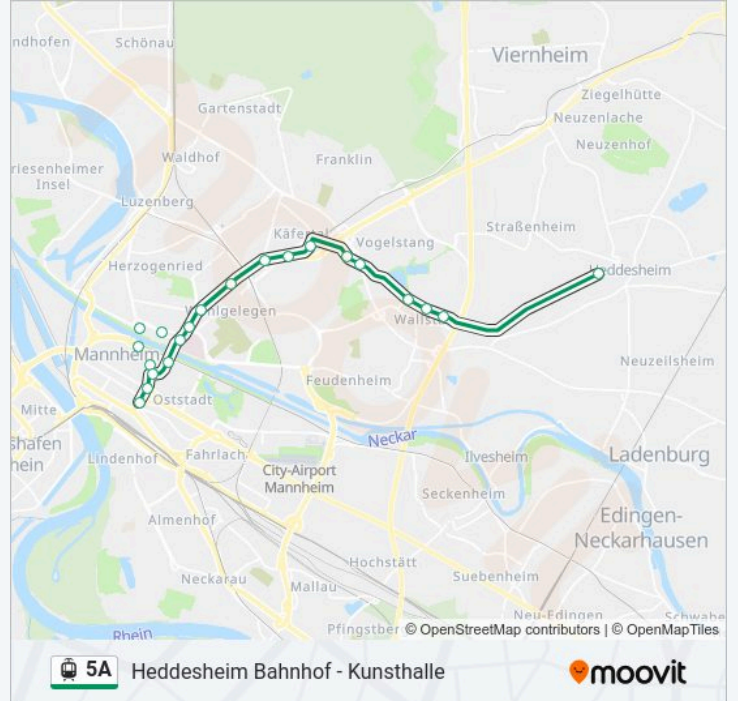 ndhofen
Schönau
Viernheim
Ziegelhütte
Gartenstadt
Neuzenlache
Waldhof
Franklin
Neuzenhof
riesenheimer
Insel
Luzenberg
Straßenheim
Käfertal
Vogelstang
Herzogenried
Heddesheim
Wohlgelegen
Wallstadt
Mannheim
Neuzeilsheim
Feudenheim
Mitte
Oststadt
Neckar
shafen
hein
Lindenhof
Fahrlach
City-Airport
Mannheim
Ilvesheim
Ladenburg
Seckenheim
Almenhof
Edingen-
Neckarhausen
Hochstätt
Neckarau
Mallau
Suebenheim
Neu-Edingen
Schwabe
Rhein
Pfingstber
© OpenStreetMap contributors | © OpenMapTiles
5A Heddesheim Bahnhof - Kunsthalle
moovit